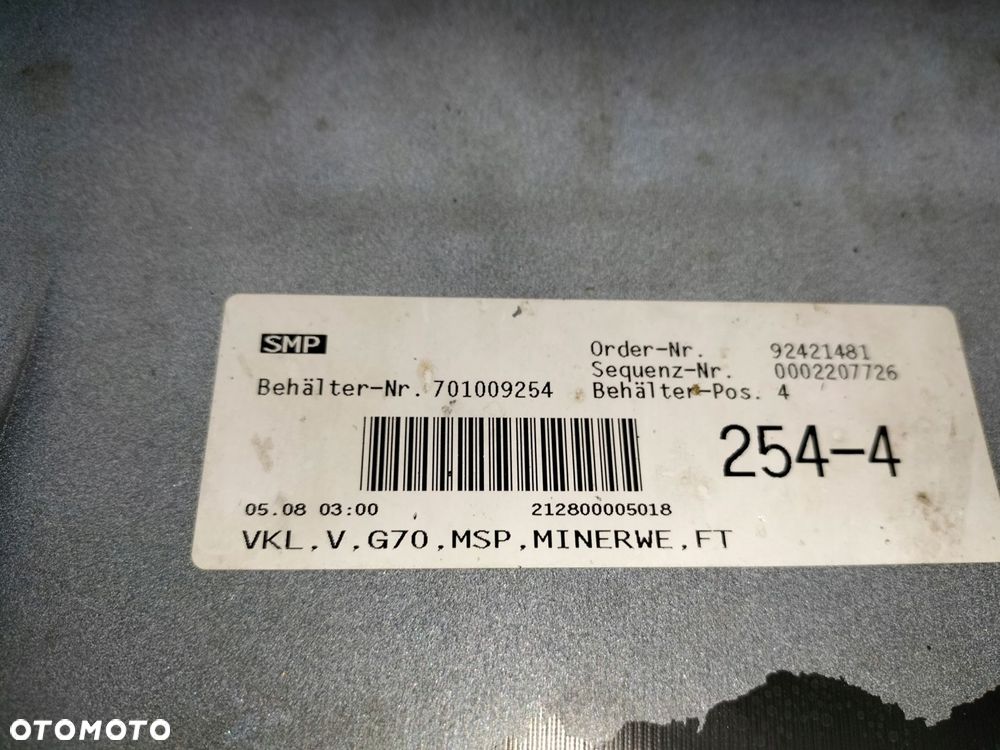 SMP
Order-Nr. 92421481
Sequenz-Nr. 0002207726
Behälter-Nr. 701009254 Behälter-Pos. 4
254-4
05.08 03:00 212800005018
VKL,V,G70,MSP,MINERWE,FT
OTOMOTO